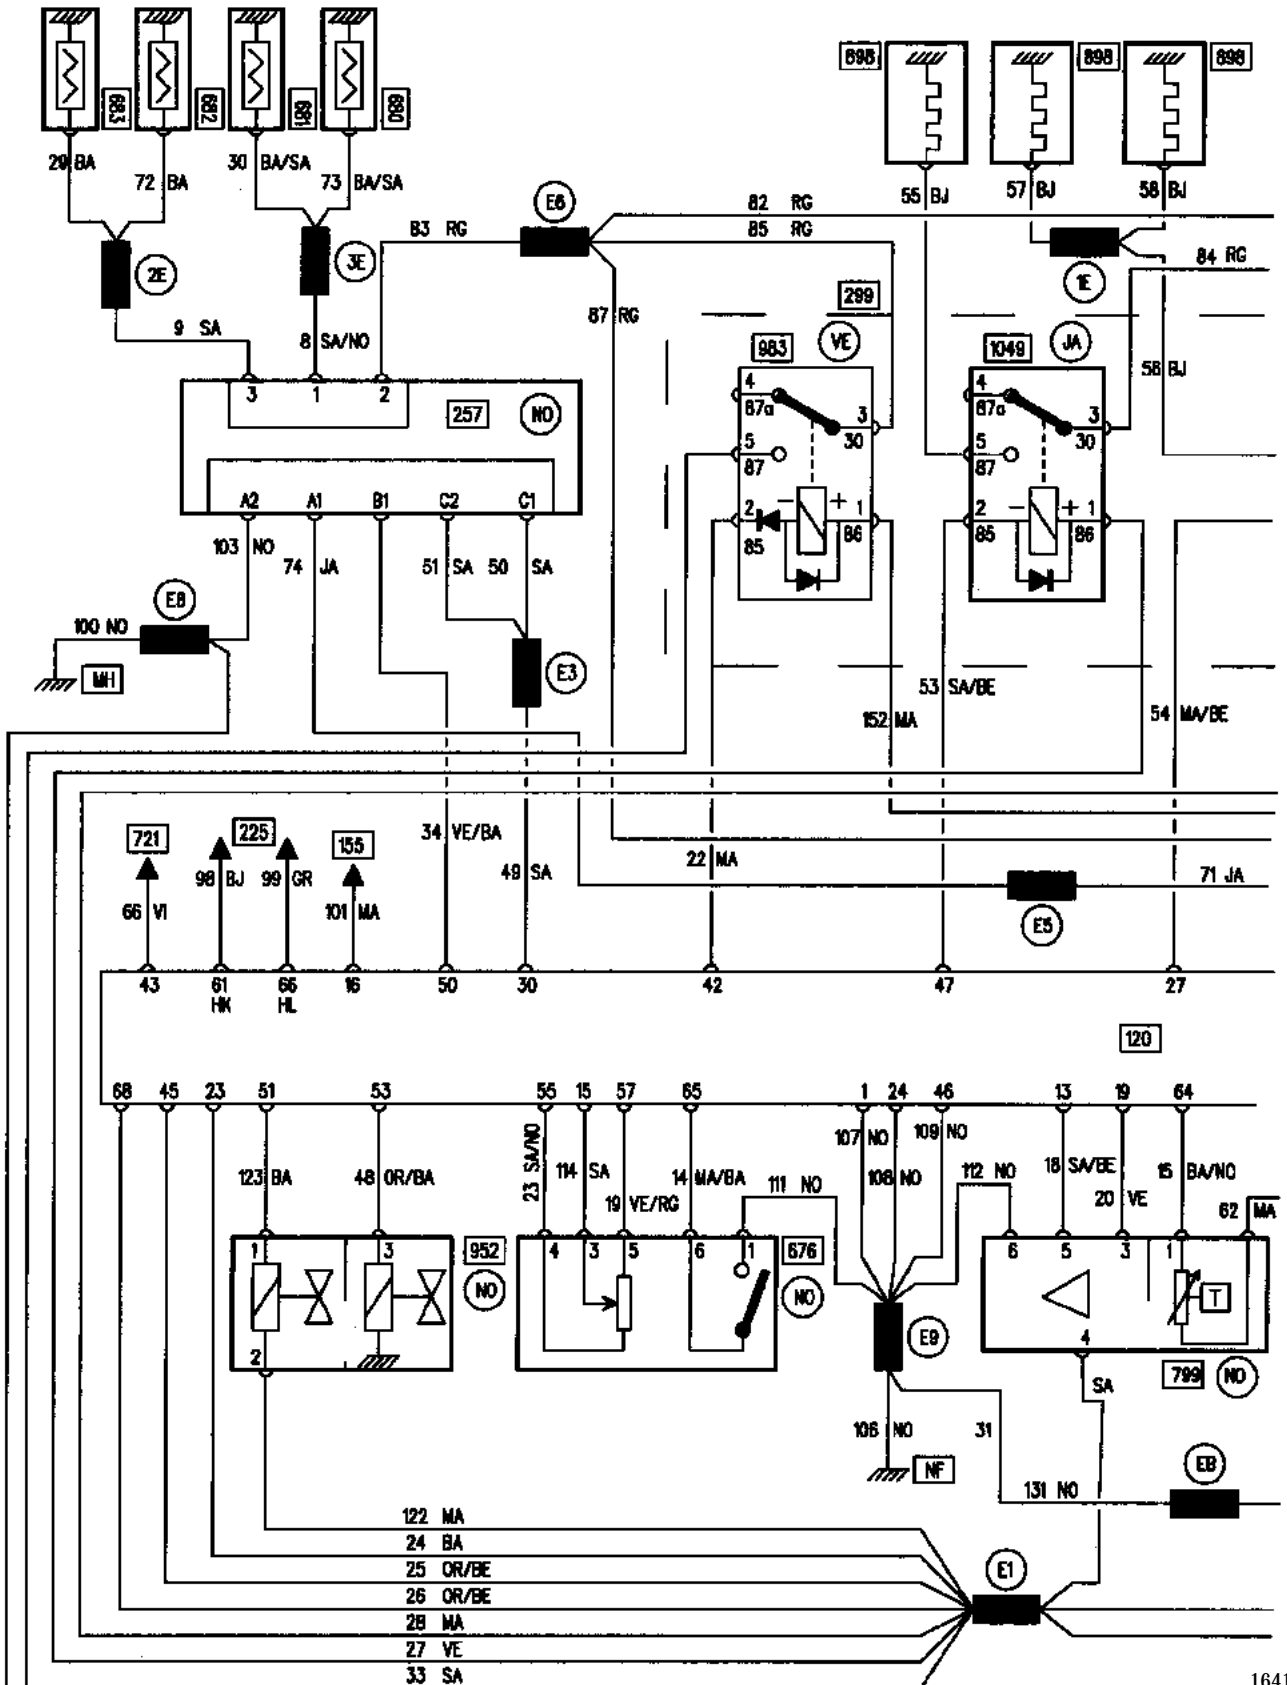 683
682
681
680
898
898
898
29 BA
72 BA
30 BA/SA
73 BA/SA
E6
82 RG
85 RG
83 RG
55 BJ
57 BJ
58 BJ
2E
3E
1E
84 RG
9 SA
8 SA/NO
87 RG
299
983
VE
1049
JA
56 BJ
3
1
2
257
NO
4
87a
3
30
5
87
2
85
-
+
1
86
4
87a
3
30
5
87
2
85
-
+
1
86
A2
A1
B1
C2
C1
103 NO
74 JA
51 SA
50 SA
E8
100 NO
MH
E3
53 SA/BE
152 MA
54 MA/BE
721
225
155
34 VE/BA
22 MA
98 BJ
99 GR
49 SA
71 JA
66 VI
101 MA
E5
43
61
HK
66
HL
16
50
30
42
47
27
120
68
45
23
51
53
55
15
57
65
1
24
46
13
19
64
107 NO
109 NO
123 BA
48 OR/BA
23 SA/NO
114 SA
19 VE/RG
14 MA/BA
111 NO
108 NO
112 NO
18 SA/BE
20 VE
15 BA/NO
62 MA
1
3
952
NO
2
4
3
5
6
1
676
NO
E9
6
5
3
1
T
4
799
NO
SA
106 NO
NF
31
131 NO
EB
122 MA
24 BA
25 OR/BE
26 OR/BE
28 MA
27 VE
33 SA
E1
1641